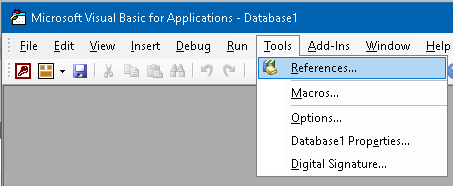 Microsoft Visual Basic for Applications - Database1
File Edit View Insert Debug Run Tools Add-Ins Window Help
References...
Macros...
Options...
Database1 Properties...
Digital Signature...